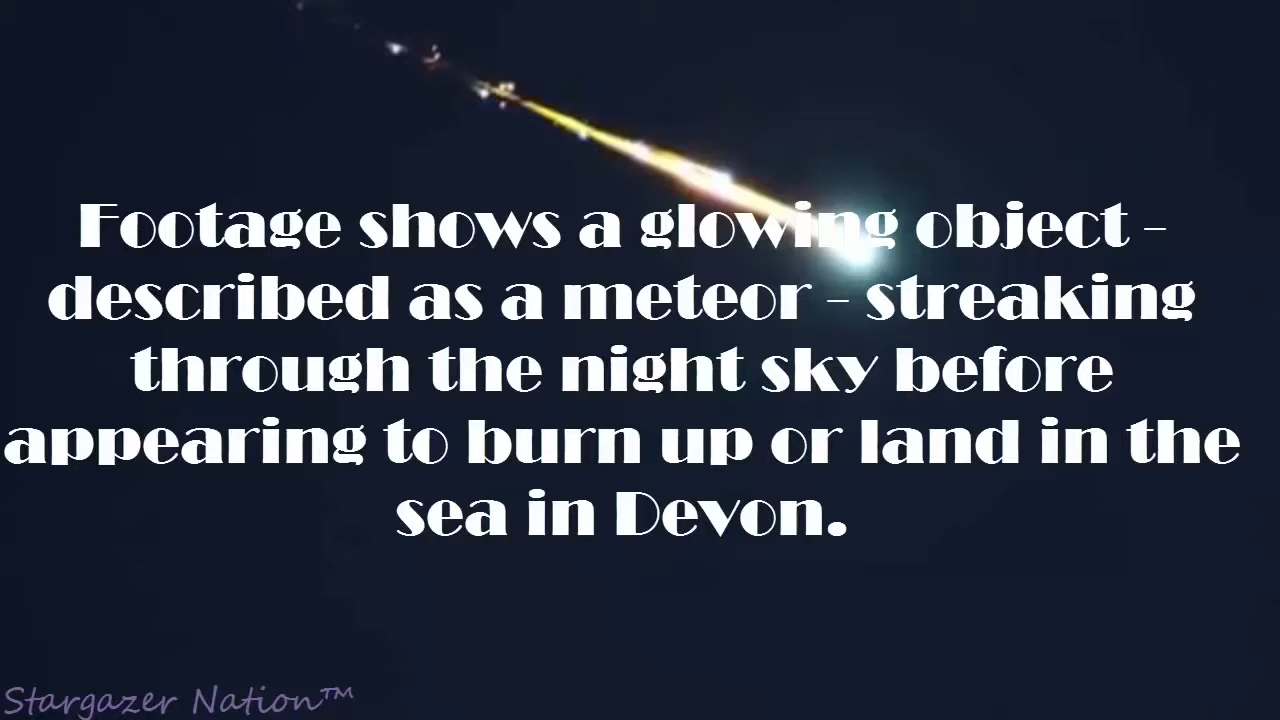 Footage shows a glowing object -
described as a meteor - streaking
through the night sky before
appearing to burn up or land in the
sea in Devon.
Stargazer Nation™